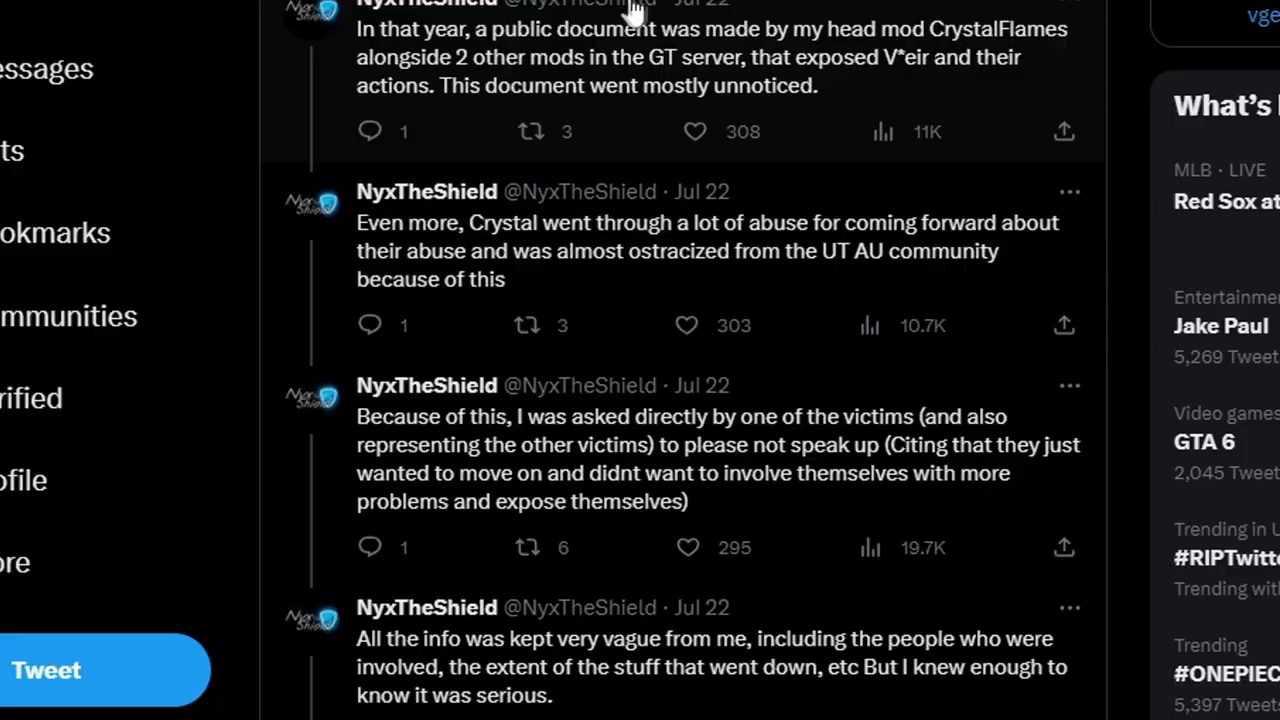 NyxTheShield @NyxTheShield · Jul 22
In that year, a public document was made by my head mod CrystalFlames
alongside 2 other mods in the GT server, that exposed V*eir and their
actions. This document went mostly unnoticed.
1 3 308 11K
NyxTheShield @NyxTheShield · Jul 22
Even more, Crystal went through a lot of abuse for coming forward about
their abuse and was almost ostracized from the UT AU community
because of this
1 3 303 10.7K
NyxTheShield @NyxTheShield · Jul 22
Because of this, I was asked directly by one of the victims (and also
representing the other victims) to please not speak up (Citing that they just
wanted to move on and didnt want to involve themselves with more
problems and expose themselves)
1 6 295 19.7K
NyxTheShield @NyxTheShield · Jul 22
All the info was kept very vague from me, including the people who were
involved, the extent of the stuff that went down, etc But I knew enough to
know it was serious.
essages
ts
okmarks
mmunities
rified
ofile
ore
Tweet
vge
What's
MLB · LIVE
Red Sox at
Entertainme
Jake Paul
5,269 Tweet
Video games
GTA 6
2,045 Tweet
Trending in U
#RIPTwitte
Trending with
Trending
#ONEPIEC
5,397 Tweets